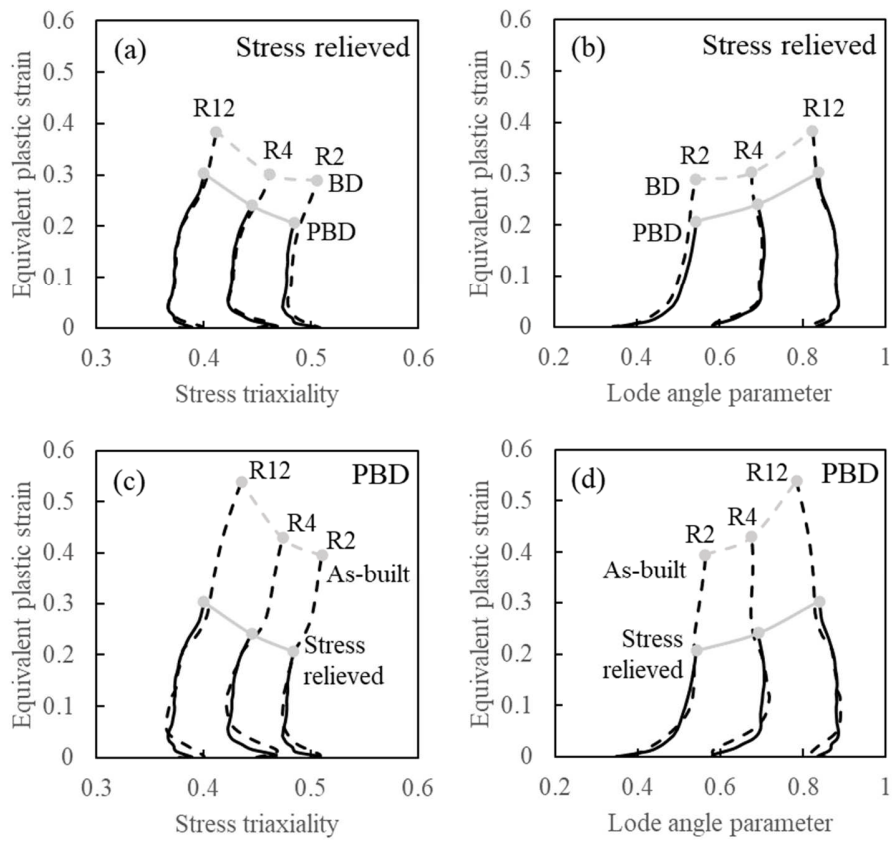 (a) Stress relieved
Equivalent plastic strain
0.6
0.5
0.4
0.3
0.2
0.1
0
R12
R4
R2
BD
PBD
0.3 0.4 0.5 0.6
Stress triaxiality
(b) Stress relieved
Equivalent plastic strain
0.6
0.5
0.4
0.3
0.2
0.1
0
R12
R2 R4
BD
PBD
0.2 0.4 0.6 0.8 1
Lode angle parameter
(c) PBD
Equivalent plastic strain
0.6
0.5
0.4
0.3
0.2
0.1
0
R12
R4
R2
As-built
Stress
relieved
0.3 0.4 0.5 0.6
Stress triaxiality
(d) PBD
Equivalent plastic strain
0.6
0.5
0.4
0.3
0.2
0.1
0
R12
R4
R2
As-built
Stress
relieved
0.2 0.4 0.6 0.8 1
Lode angle parameter